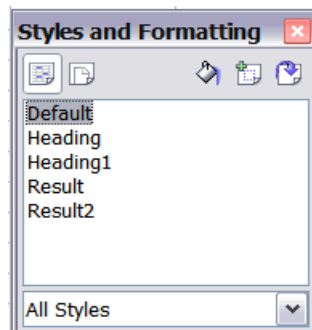 Styles and Formatting
Default
Heading
Heading1
Result
Result2
All Styles